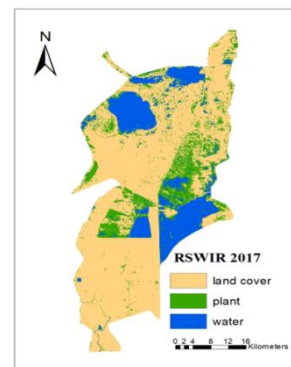 N
RSWIR 2017
land cover
plant
water
0 2 4 8 12 16
Kilometers